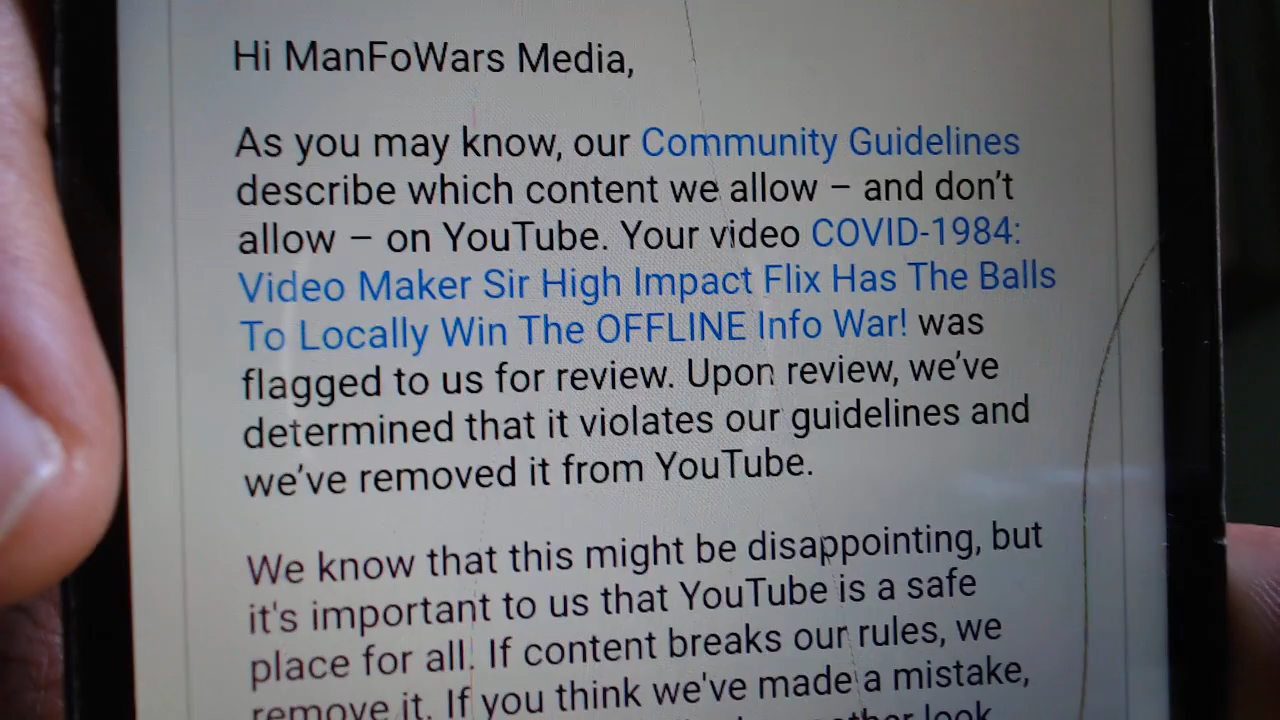 Hi ManFoWars Media,
As you may know, our Community Guidelines
describe which content we allow – and don't
allow – on YouTube. Your video COVID-1984:
Video Maker Sir High Impact Flix Has The Balls
To Locally Win The OFFLINE Info War! was
flagged to us for review. Upon review, we've
determined that it violates our guidelines and
we've removed it from YouTube.
We know that this might be disappointing, but
it's important to us that YouTube is a safe
place for all. If content breaks our rules, we
remove it. If you think we've made a mistake,
another look